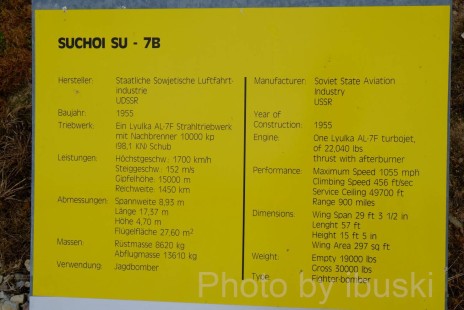 SUCHOI SU - 7B
Hersteller: Staatliche Sowjetische Luftfahrt-
industrie
UDSSR
Baujahr: 1955
Triebwerk: Ein Lyulka AL-7F Strahltriebwerk
mit Nachbrenner 10000 kp
(98,1 KN) Schub
Leistungen: Höchstgeschw.: 1700 km/h
Steiggeschw.: 152 m/s
Gipfelhöhe: 15000 m
Reichweite: 1450 km
Abmessungen: Spannweite 8,93 m
Länge 17,37 m
Höhe 4,70 m
Flügelfläche 27,60 m²
Massen: Rüstmasse 8620 kg
Abflugmasse 13610 kg
Verwendung: Jagdbomber
Manufacturer: Soviet State Aviation
Industry
USSR
Year of
Construction: 1955
Engine: One Lyulka AL-7F turbojet,
of 22,040 lbs
thrust with afterburner
Performance: Maximum Speed 1055 mph
Climbing Speed 456 ft/sec
Service Ceiling 49700 ft
Range 900 miles
Dimensions: Wing Span 29 ft 3 1/2 in
Lenght 57 ft
Height 15 ft 5 in
Wing Area 297 sq ft
Weight: Empty 19000 lbs
Gross 30000 lbs
Type: Fighter-bomber
Photo by ibuski